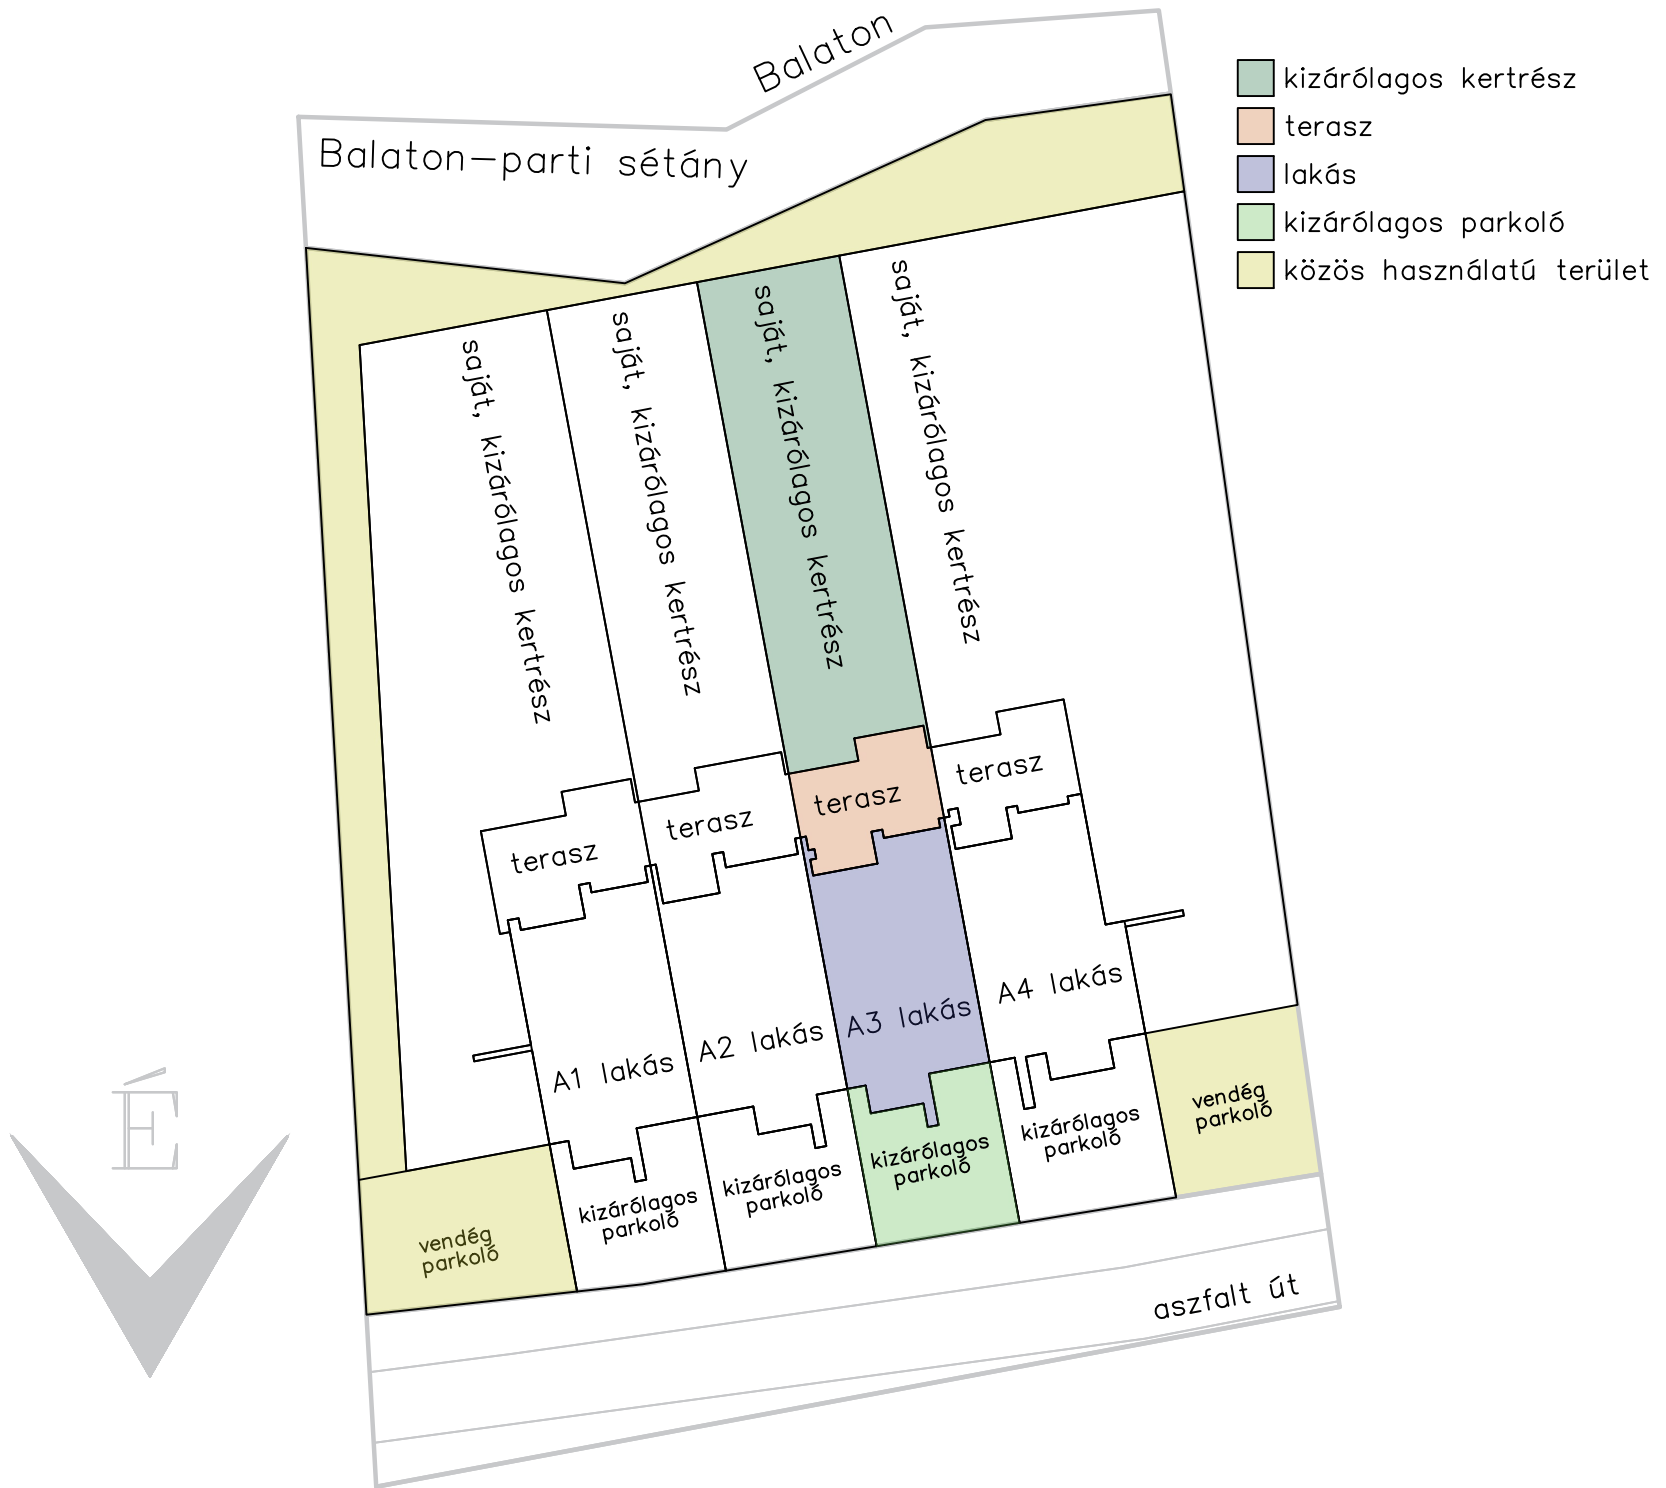 Balaton
Balaton-parti sétány
kizárólagos kertrész
terasz
lakás
kizárólagos parkoló
közös használatú terület
saját, kizárólagos kertrész
saját, kizárólagos kertrész
saját, kizárólagos kertrész
saját, kizárólagos kertrész
terasz
terasz
terasz
terasz
A1 lakás
A2 lakás
A3 lakás
A4 lakás
É
vendég
parkoló
kizárólagos
parkoló
kizárólagos
parkoló
kizárólagos
parkoló
kizárólagos
parkoló
vendég
parkoló
aszfalt út